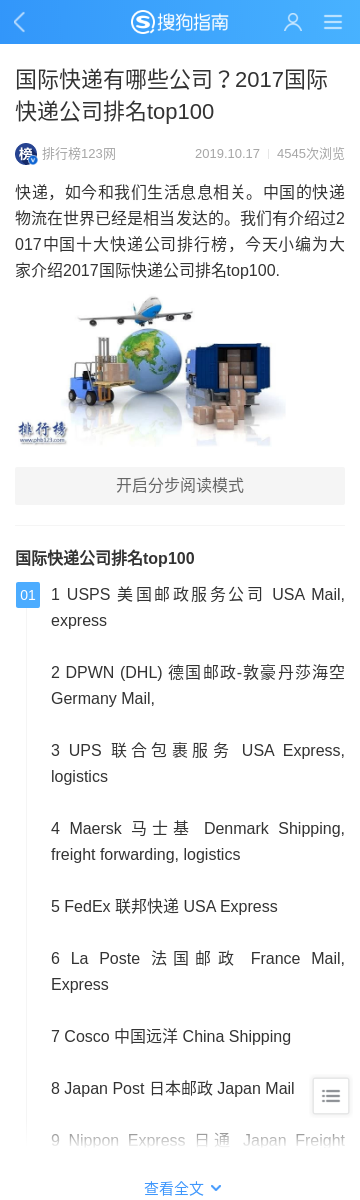 搜狗指南
国际快递有哪些公司？2017国际
快递公司排名top100
榜 排行榜123网 2019.10.17 4545次浏览
快递，如今和我们生活息息相关。中国的快递
物流在世界已经是相当发达的。我们有介绍过2
017中国十大快递公司排行榜，今天小编为大
家介绍2017国际快递公司排名top100.
排行榜
www.phb123.com
开启分步阅读模式
国际快递公司排名top100
01 1 USPS 美国邮政服务公司 USA Mail,
express
2 DPWN (DHL) 德国邮政-敦豪丹莎海空
Germany Mail,
3 UPS 联合包裹服务 USA Express,
logistics
4 Maersk 马士基 Denmark Shipping,
freight forwarding, logistics
5 FedEx 联邦快递 USA Express
6 La Poste 法国邮政 France Mail,
Express
7 Cosco 中国远洋 China Shipping
8 Japan Post 日本邮政 Japan Mail
9 Nippon Express 日通 Japan Freight
查看全文